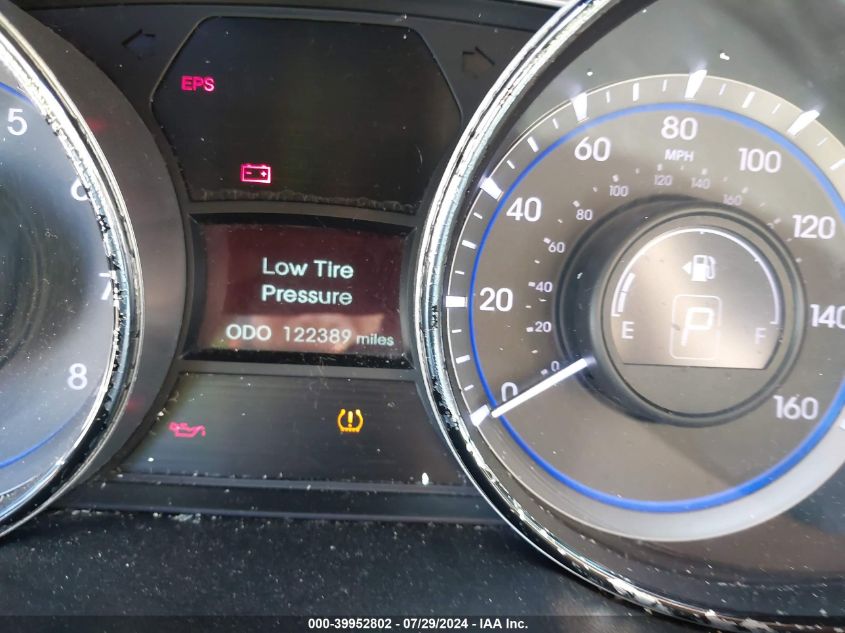 EPS
5
6
7
8
Low Tire
Pressure
ODO 122389 miles
0 20 40 60 80 100 120 140 160
MPH
0 20 40 60 80 100 120 140 160
E P F
000-39952802 / 07/29/2024 / IAA Inc.